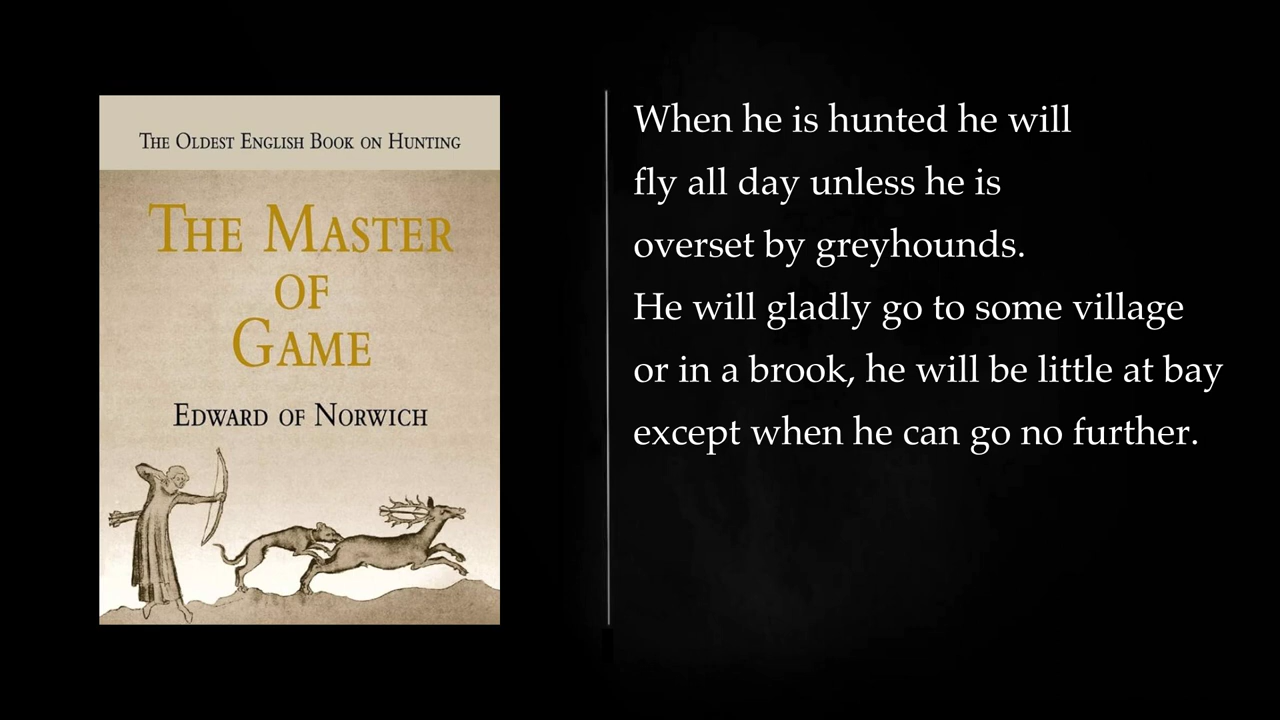 The Oldest English Book on Hunting
The Master
of
Game
Edward of Norwich
When he is hunted he will
fly all day unless he is
overset by greyhounds.
He will gladly go to some village
or in a brook, he will be little at bay
except when he can go no further.